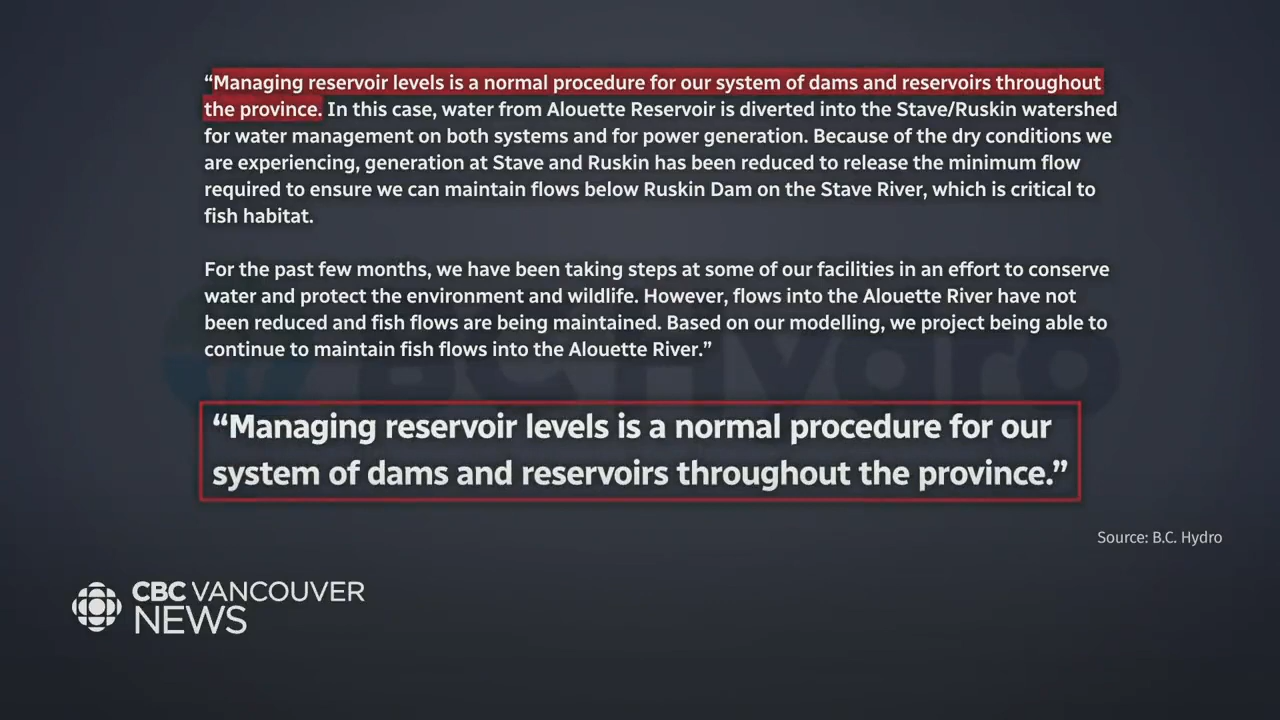 “Managing reservoir levels is a normal procedure for our system of dams and reservoirs throughout
the province. In this case, water from Alouette Reservoir is diverted into the Stave/Ruskin watershed
for water management on both systems and for power generation. Because of the dry conditions we
are experiencing, generation at Stave and Ruskin has been reduced to release the minimum flow
required to ensure we can maintain flows below Ruskin Dam on the Stave River, which is critical to
fish habitat.
For the past few months, we have been taking steps at some of our facilities in an effort to conserve
water and protect the environment and wildlife. However, flows into the Alouette River have not
been reduced and fish flows are being maintained. Based on our modelling, we project being able to
continue to maintain fish flows into the Alouette River.”
BC Hydro
“Managing reservoir levels is a normal procedure for our
system of dams and reservoirs throughout the province.”
Source: B.C. Hydro
CBC VANCOUVER
NEWS